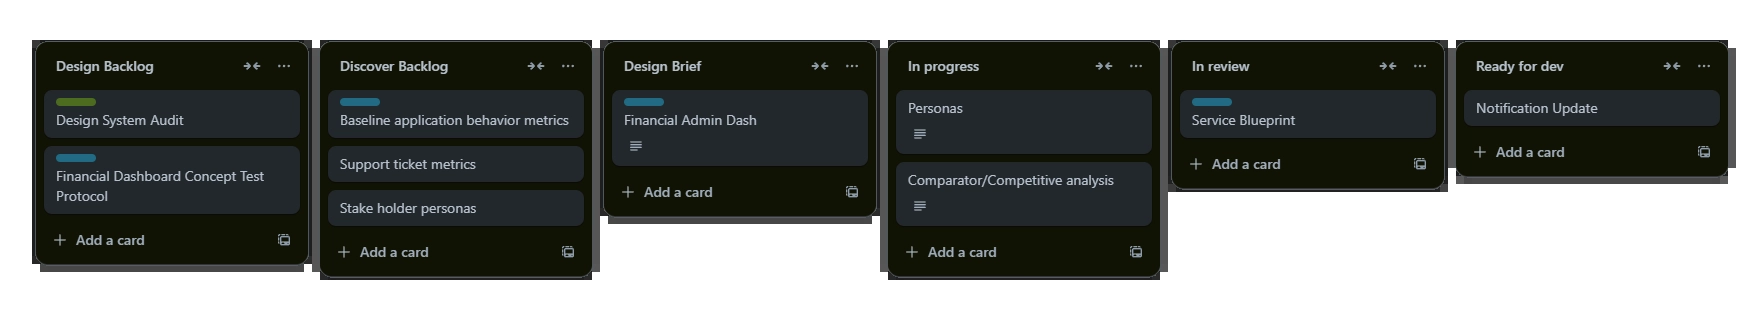 Design Backlog
Design System Audit
Financial Dashboard Concept Test
Protocol
Add a card
Discover Backlog
Baseline application behavior metrics
Support ticket metrics
Stake holder personas
Add a card
Design Brief
Financial Admin Dash
Add a card
In progress
Personas
Comparator/Competitive analysis
Add a card
In review
Service Blueprint
Add a card
Ready for dev
Notification Update
Add a card